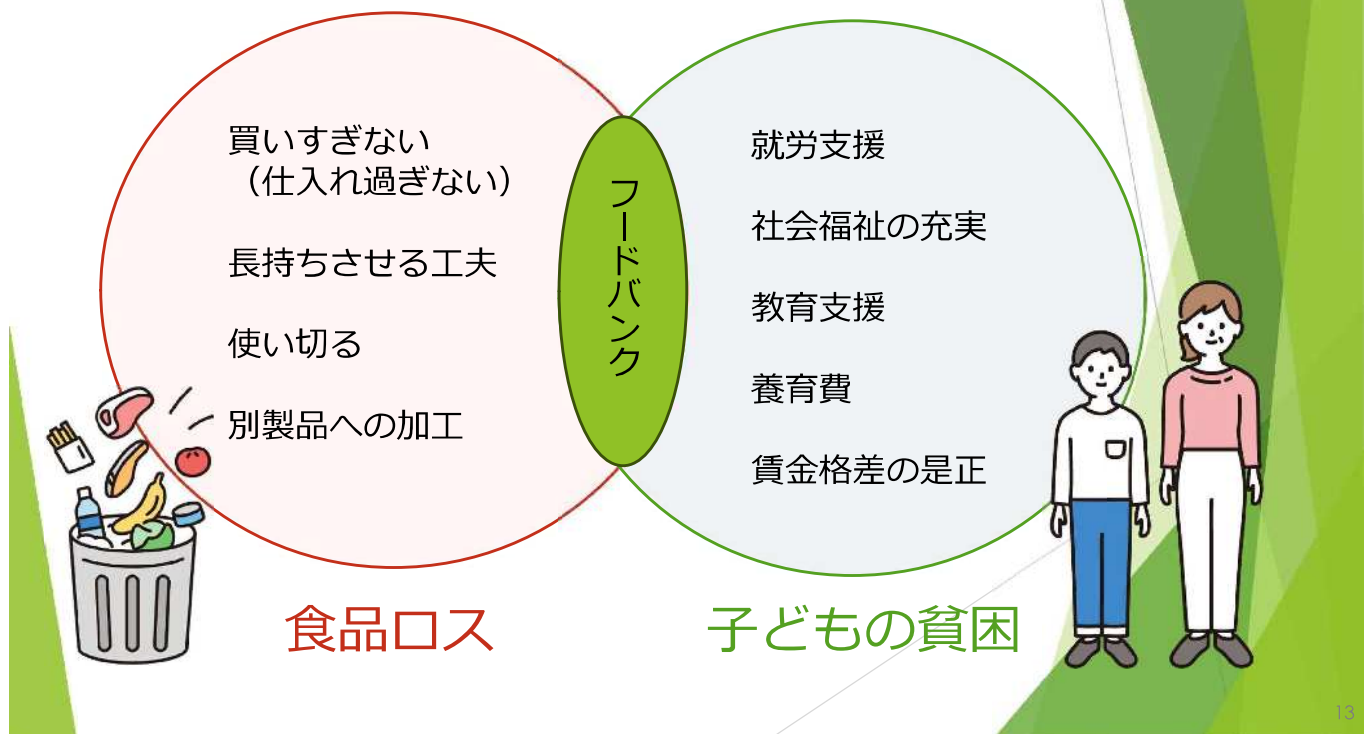 買いすぎない
（仕入れ過ぎない）
長持ちさせる工夫
使い切る
別製品への加工
フードバンク
就労支援
社会福祉の充実
教育支援
養育費
賃金格差の是正
食品ロス
子どもの貧困
13